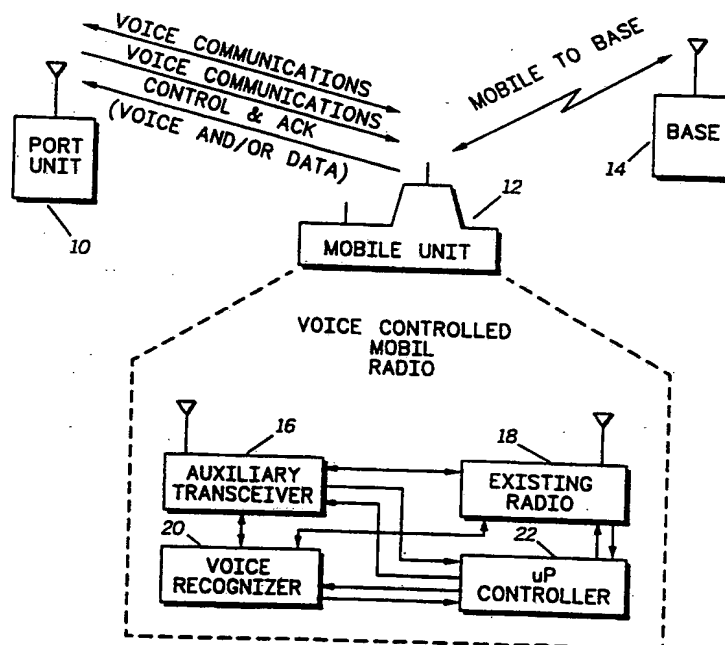 VOICE COMMUNICATIONS
VOICE COMMUNICATIONS
CONTROL & ACK
(VOICE AND/OR DATA)
MOBILE TO BASE
PORT
UNIT
10
BASE
14
12
MOBILE UNIT
VOICE CONTROLLED
MOBIL
RADIO
16
AUXILIARY
TRANSCEIVER
18
EXISTING
RADIO
20
VOICE
RECOGNIZER
22
uP
CONTROLLER